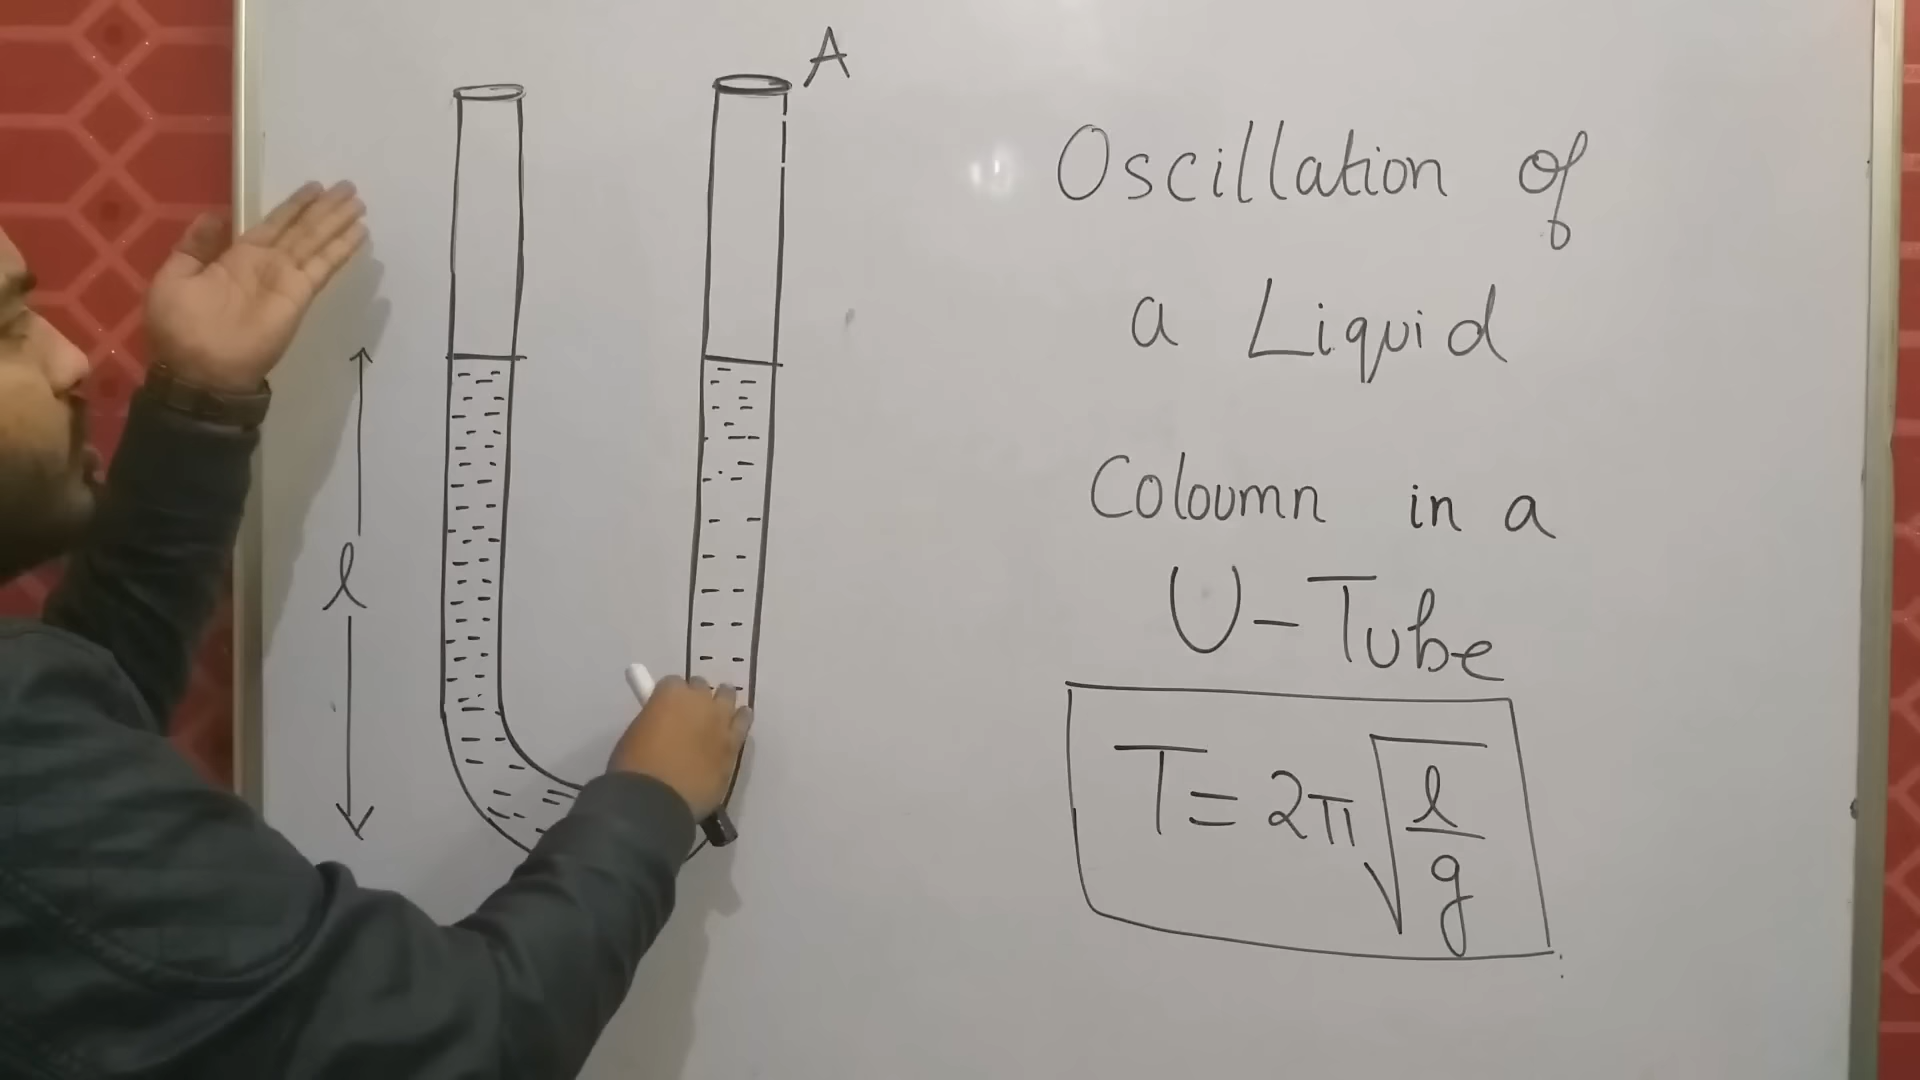 A
Oscillation of
a Liquid
Coloumn in a
U-Tube
l
T = 2π √(l/g)